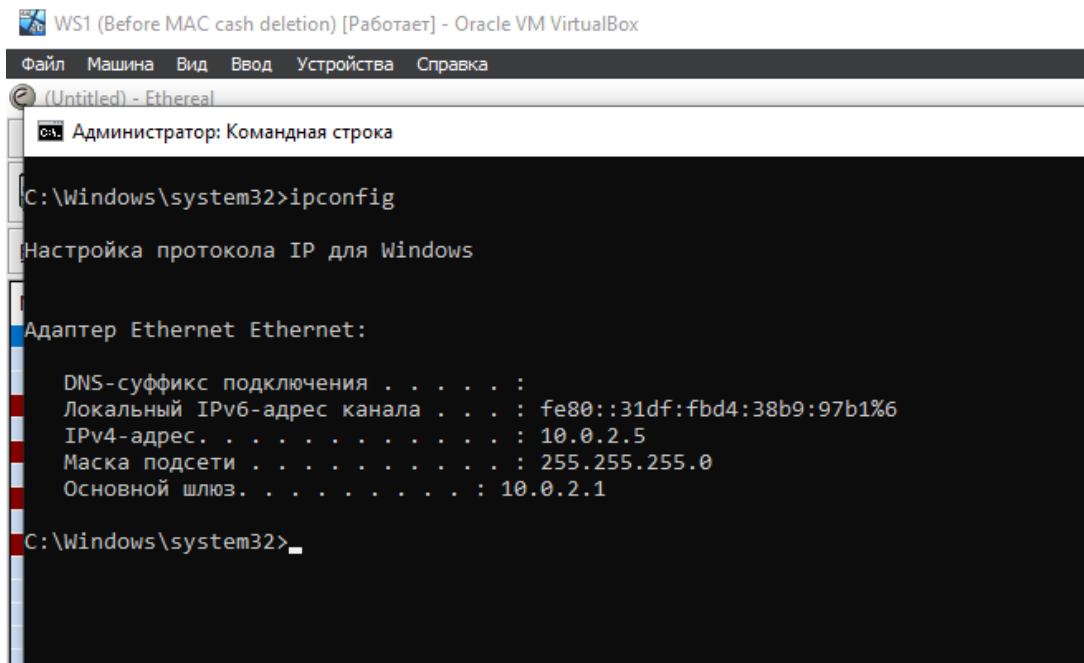 WS1 (Before MAC cash deletion) [Работает] - Oracle VM VirtualBox
Файл Машина Вид Ввод Устройства Справка
(Untitled) - Ethereal
Администратор: Командная строка
C:\Windows\system32>ipconfig
Настройка протокола IP для Windows
Адаптер Ethernet Ethernet:
DNS-суффикс подключения . . . . . :
Локальный IPv6-адрес канала . . . : fe80::31df:fbd4:38b9:97b1%6
IPv4-адрес. . . . . . . . . . . . : 10.0.2.5
Маска подсети . . . . . . . . . . : 255.255.255.0
Основной шлюз. . . . . . . . . : 10.0.2.1
C:\Windows\system32>